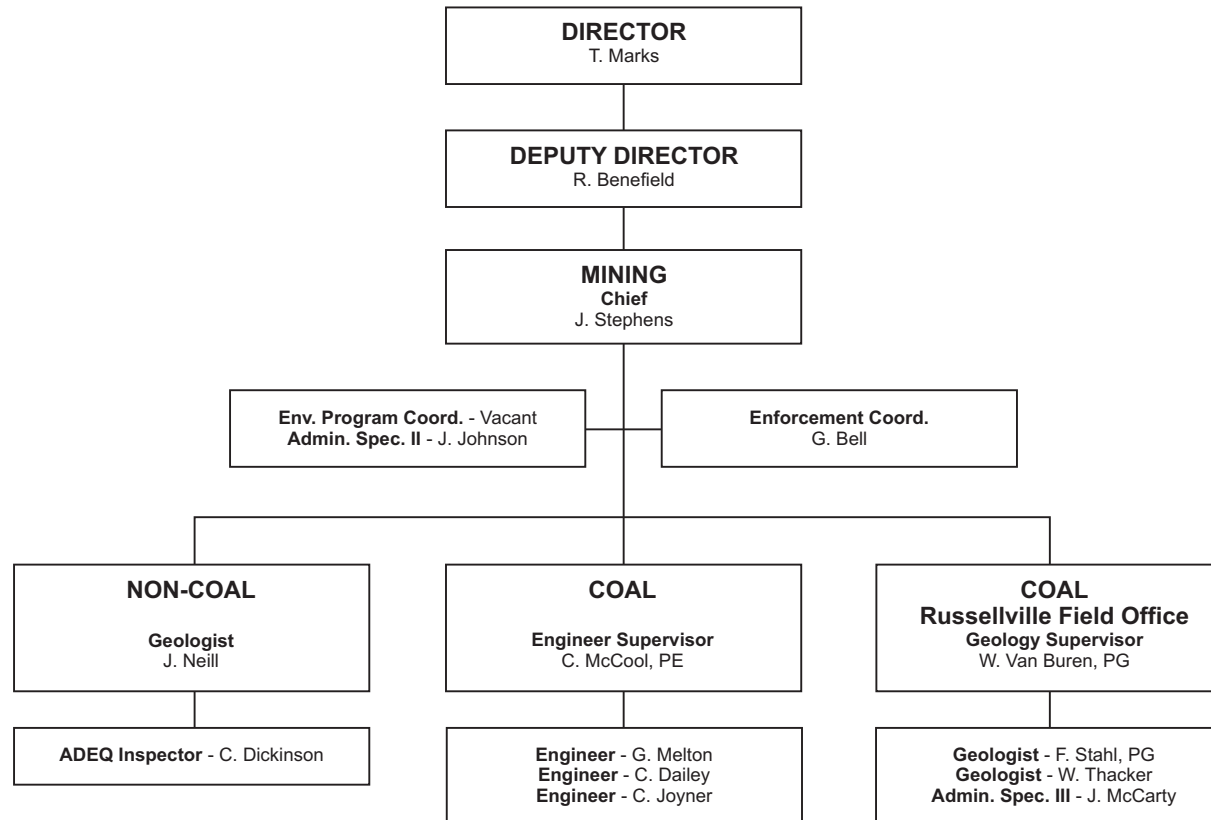 DIRECTOR
T. Marks
DEPUTY DIRECTOR
R. Benefield
MINING
Chief
J. Stephens
Env. Program Coord. - Vacant
Admin. Spec. II - J. Johnson
Enforcement Coord.
G. Bell
NON-COAL
Geologist
J. Neill
COAL
Engineer Supervisor
C. McCool, PE
COAL
Russellville Field Office
Geology Supervisor
W. Van Buren, PG
ADEQ Inspector - C. Dickinson
Engineer - G. Melton
Engineer - C. Dailey
Engineer - C. Joyner
Geologist - F. Stahl, PG
Geologist - W. Thacker
Admin. Spec. III - J. McCarty